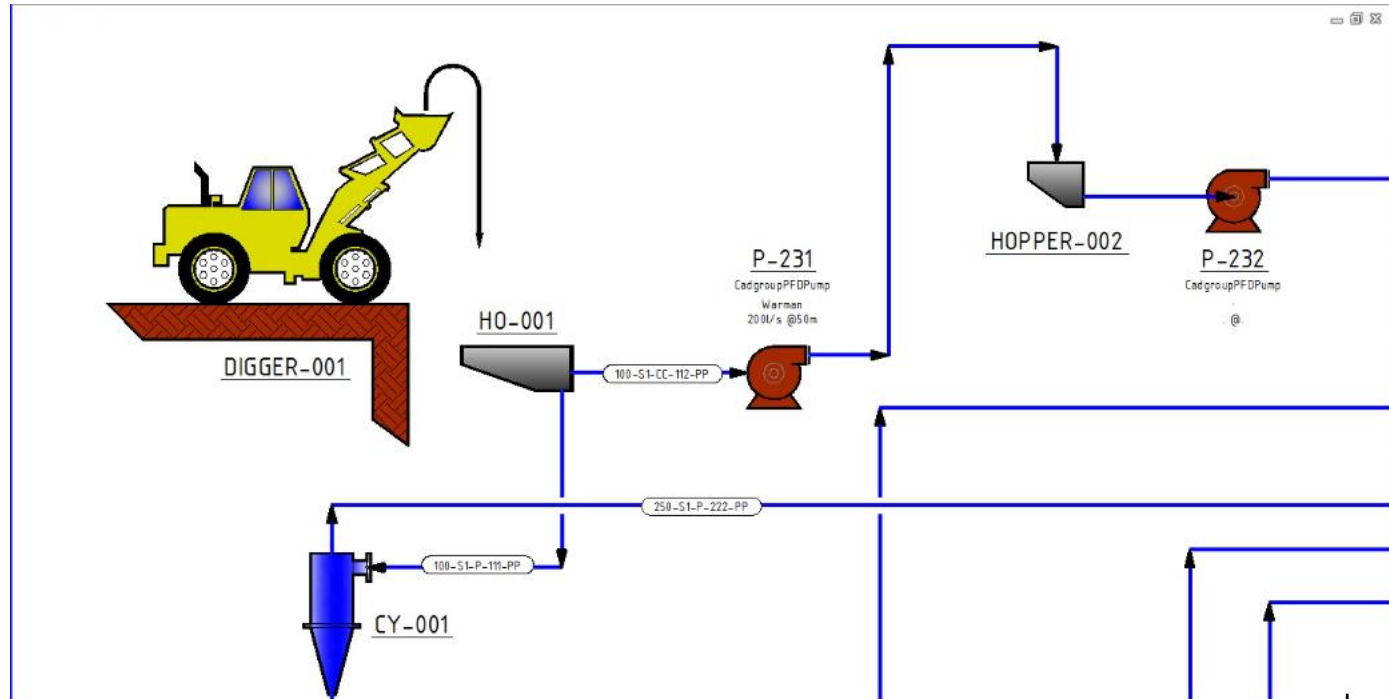 HOPPER-002
P-231
CadgroupPFDPump
Warman
200l/s @50m
P-232
CadgroupPFDPump
.
. @.
HO-001
DIGGER-001
100-S1-CC-112-PP
250-S1-P-222-PP
100-S1-P-111-PP
CY-001